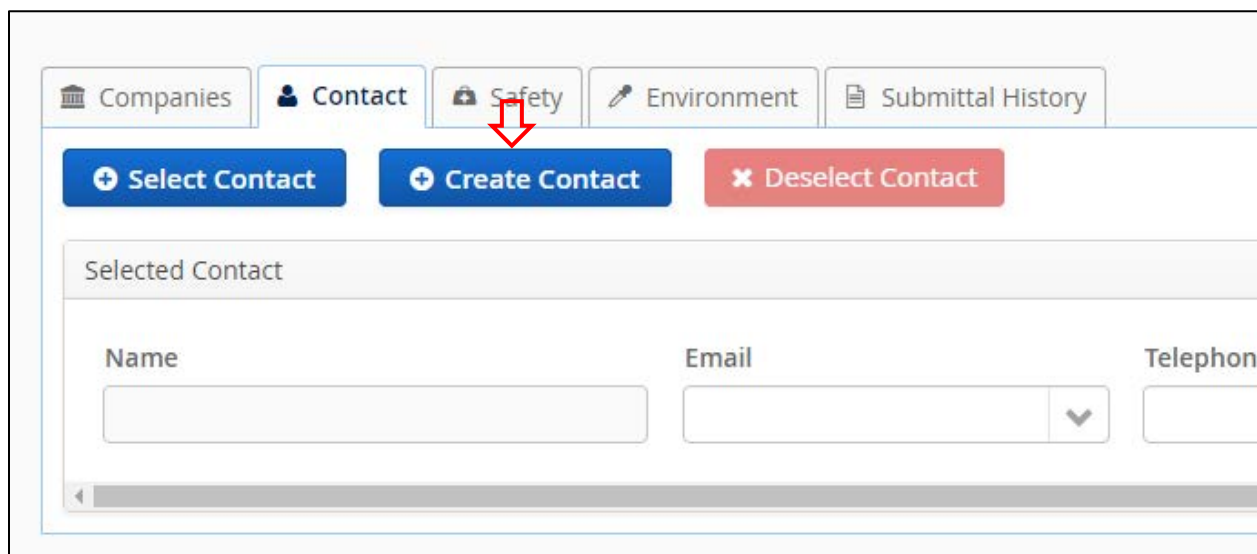 Companies Contact Safety Environment Submittal History
Select Contact Create Contact Deselect Contact
Selected Contact
Name Email Telephon